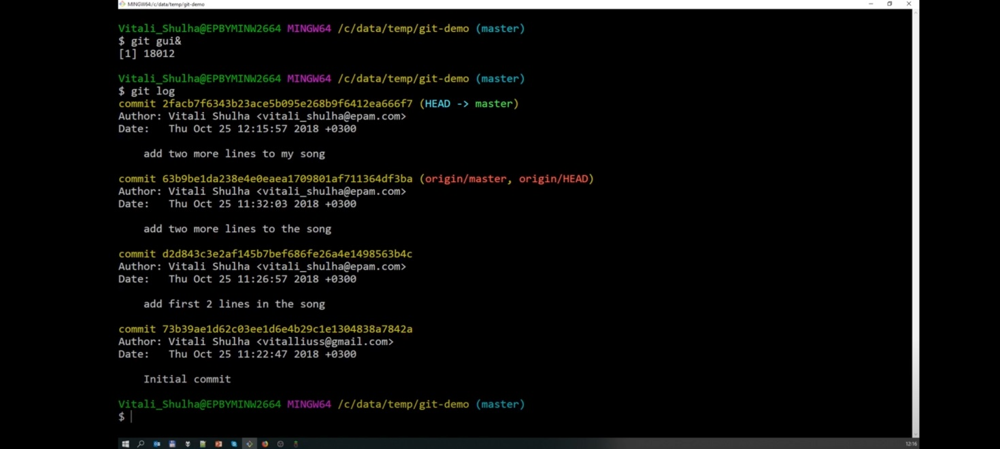 MINGW64:/c/data/temp/git-demo
Vitali_Shulha@EPBYMINW2664 MINGW64 /c/data/temp/git-demo (master)
$ git gui&
[1] 18012
Vitali_Shulha@EPBYMINW2664 MINGW64 /c/data/temp/git-demo (master)
$ git log
commit 2facb7f6343b23ace5b095e268b9f6412ea666f7 (HEAD -> master)
Author: Vitali Shulha <vitali_shulha@epam.com>
Date:   Thu Oct 25 12:15:57 2018 +0300
add two more lines to my song
commit 63b9be1da238e4e0eaea1709801af711364df3ba (origin/master, origin/HEAD)
Author: Vitali Shulha <vitali_shulha@epam.com>
Date:   Thu Oct 25 11:32:03 2018 +0300
add two more lines to the song
commit d2d843c3e2af145b7bef686fe26a4e1498563b4c
Author: Vitali Shulha <vitali_shulha@epam.com>
Date:   Thu Oct 25 11:26:57 2018 +0300
add first 2 lines in the song
commit 73b39ae1d62c03ee1d6e4b29c1e1304838a7842a
Author: Vitali Shulha <vitalliuss@gmail.com>
Date:   Thu Oct 25 11:22:47 2018 +0300
Initial commit
Vitali_Shulha@EPBYMINW2664 MINGW64 /c/data/temp/git-demo (master)
$
12:16